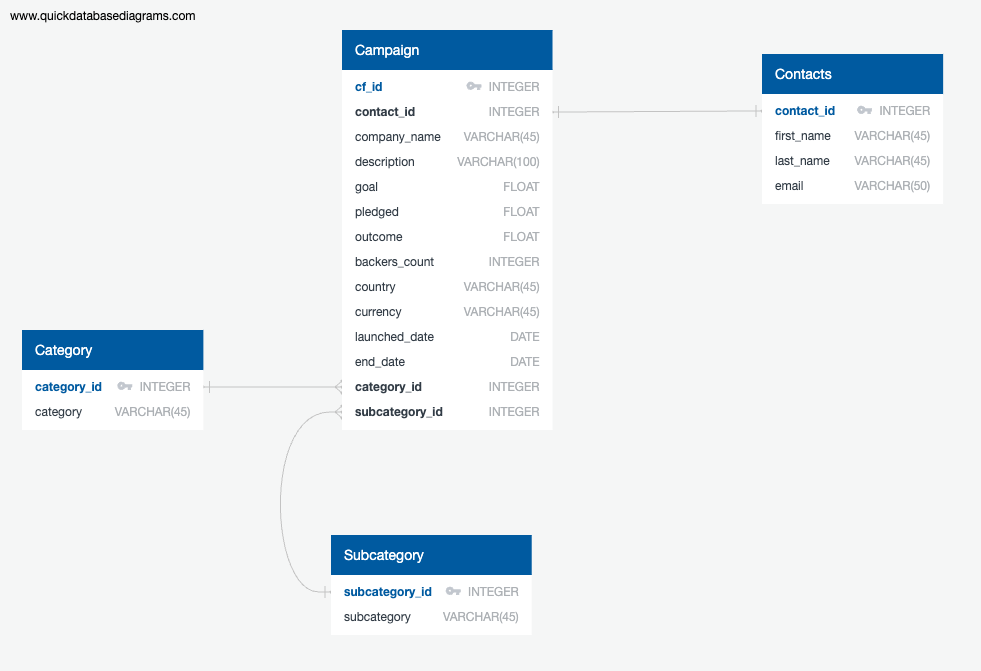 www.quickdatabasediagrams.com
Campaign
cf_id INTEGER
contact_id INTEGER
company_name VARCHAR(45)
description VARCHAR(100)
goal FLOAT
pledged FLOAT
outcome FLOAT
backers_count INTEGER
country VARCHAR(45)
currency VARCHAR(45)
launched_date DATE
end_date DATE
category_id INTEGER
subcategory_id INTEGER
Contacts
contact_id INTEGER
first_name VARCHAR(45)
last_name VARCHAR(45)
email VARCHAR(50)
Category
category_id INTEGER
category VARCHAR(45)
Subcategory
subcategory_id INTEGER
subcategory VARCHAR(45)